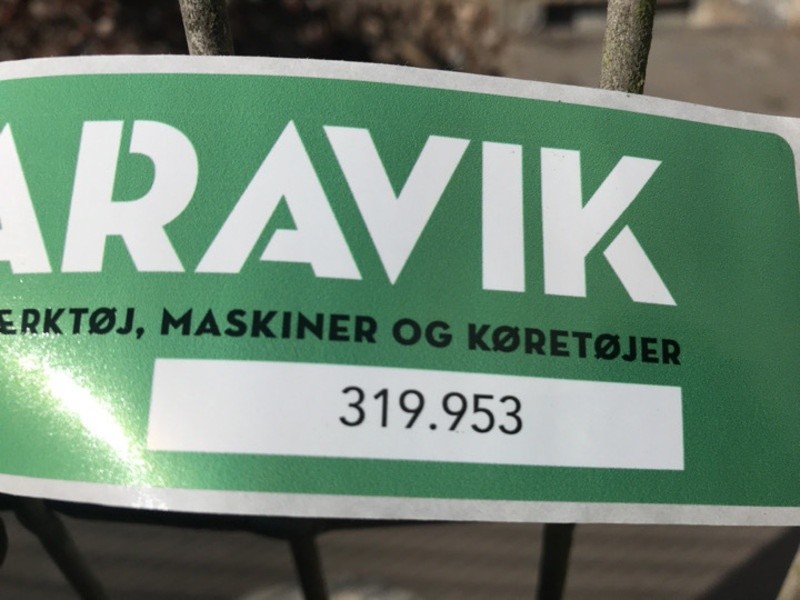 ARAVIK
ÆRKTØJ, MASKINER OG KØRETØJER
319.953